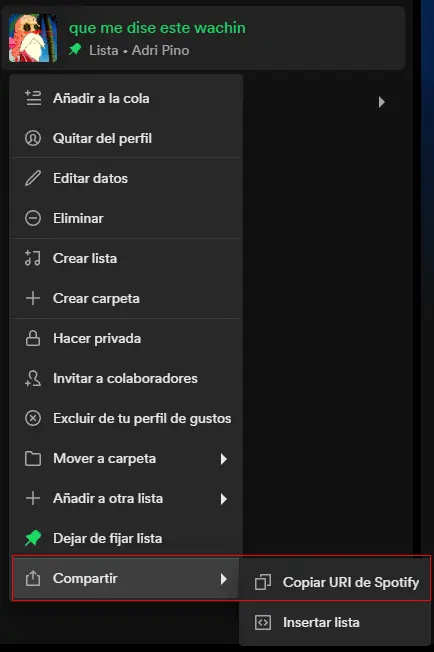 que me dise este wachin
Lista • Adri Pino
Añadir a la cola
Quitar del perfil
Editar datos
Eliminar
Crear lista
Crear carpeta
Hacer privada
Invitar a colaboradores
Excluir de tu perfil de gustos
Mover a carpeta
Añadir a otra lista
Dejar de fijar lista
Compartir
Copiar URI de Spotify
Insertar lista